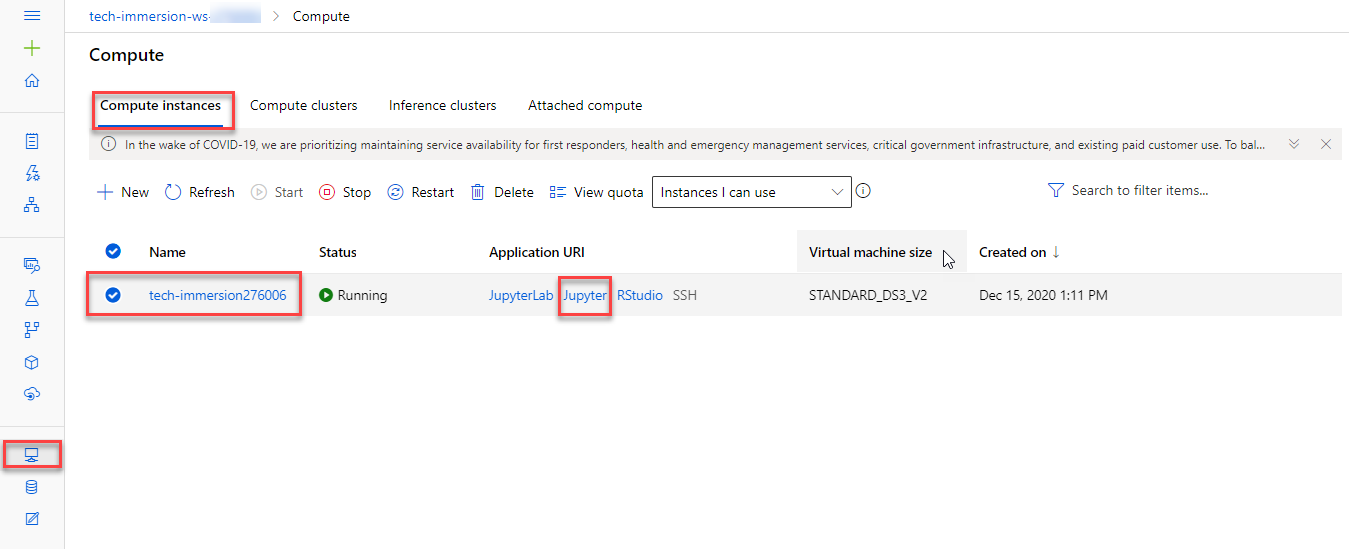 tech-immersion-ws- > Compute
Compute
Compute instances Compute clusters Inference clusters Attached compute
In the wake of COVID-19, we are prioritizing maintaining service availability for first responders, health and emergency management services, critical government infrastructure, and existing paid customer use. To bal...
New Refresh Start Stop Restart Delete View quota Instances I can use Search to filter items...
Name Status Application URI Virtual machine size Created on ↓
tech-immersion276006 Running JupyterLab Jupyter RStudio SSH STANDARD_DS3_V2 Dec 15, 2020 1:11 PM